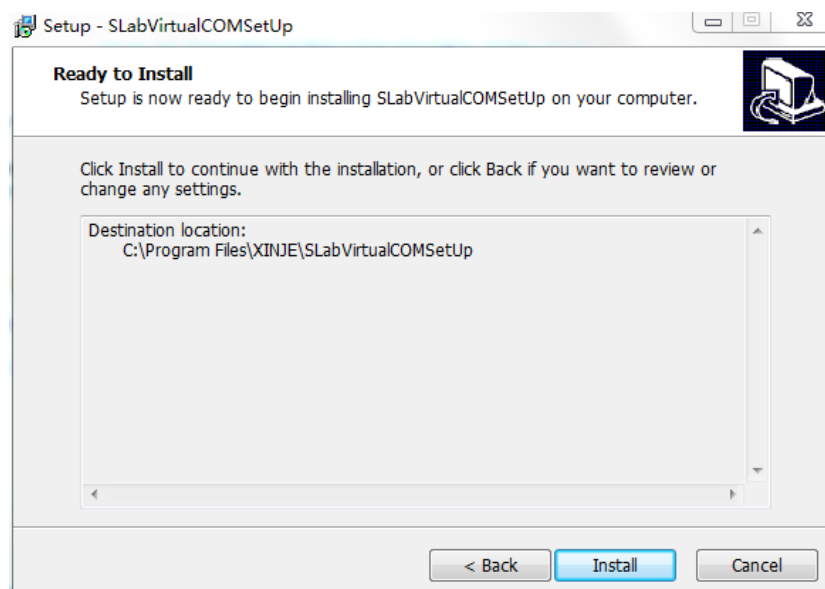 Setup - SLabVirtualCOMSetUp
Ready to Install
Setup is now ready to begin installing SLabVirtualCOMSetUp on your computer.
Click Install to continue with the installation, or click Back if you want to review or
change any settings.
Destination location:
C:\Program Files\XINJE\SLabVirtualCOMSetUp
< Back
Install
Cancel